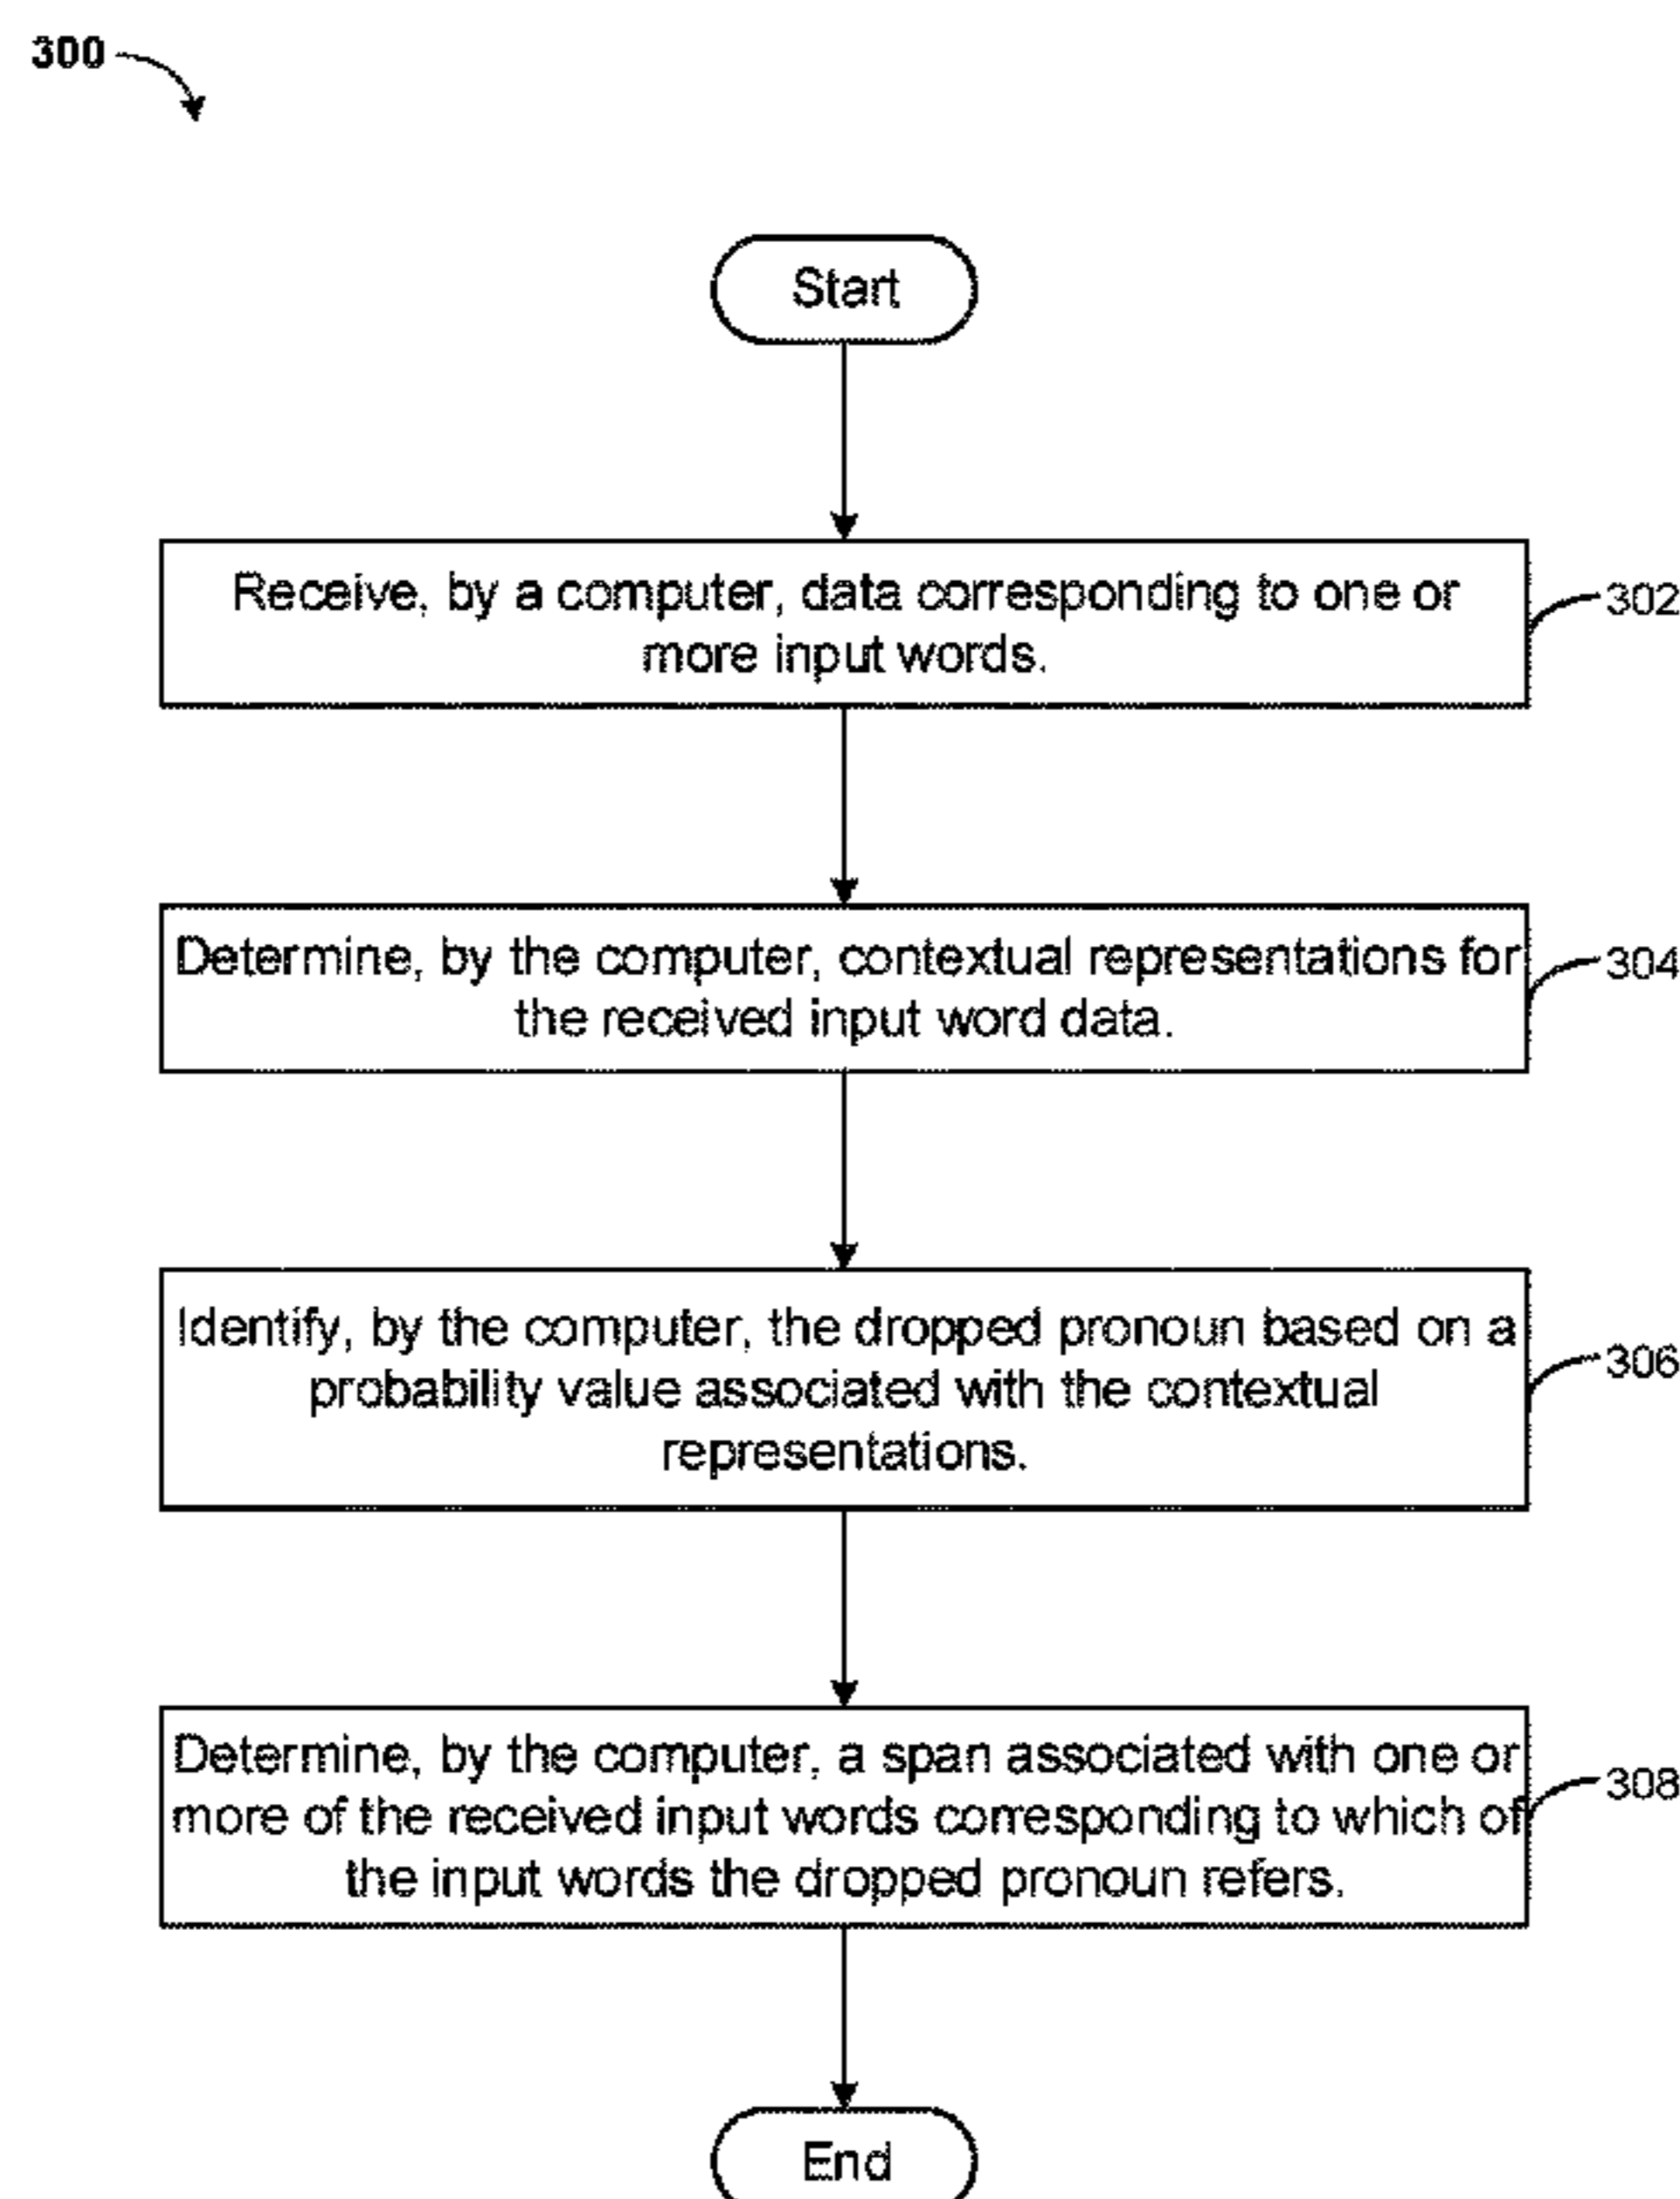 300
Start
Receive, by a computer, data corresponding to one or
more input words.
302
Determine, by the computer, contextual representations for
the received input word data.
304
Identify, by the computer, the dropped pronoun based on a
probability value associated with the contextual
representations.
306
Determine, by the computer, a span associated with one or
more of the received input words corresponding to which of
the input words the dropped pronoun refers.
308
End